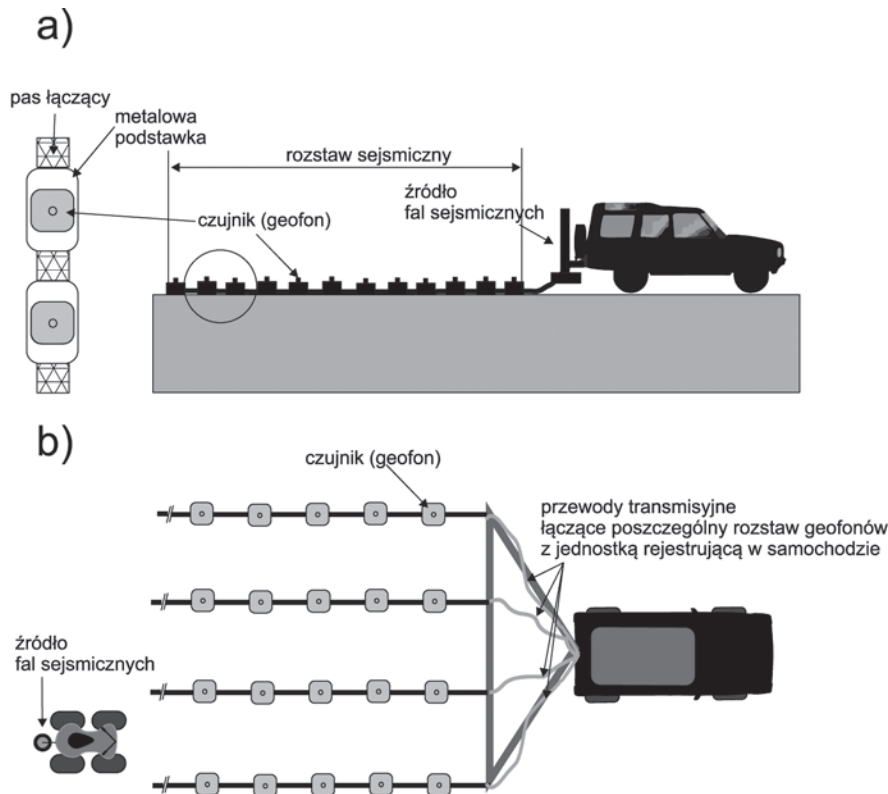 a)
pas łączący
metalowa
podstawka
rozstaw sejsmiczny
źródło
fal sejsmicznych
czujnik (geofon)
b)
czujnik (geofon)
przewody transmisyjne
łączące poszczególny rozstaw geofonów
z jednostką rejestrującą w samochodzie
źródło
fal sejsmicznych